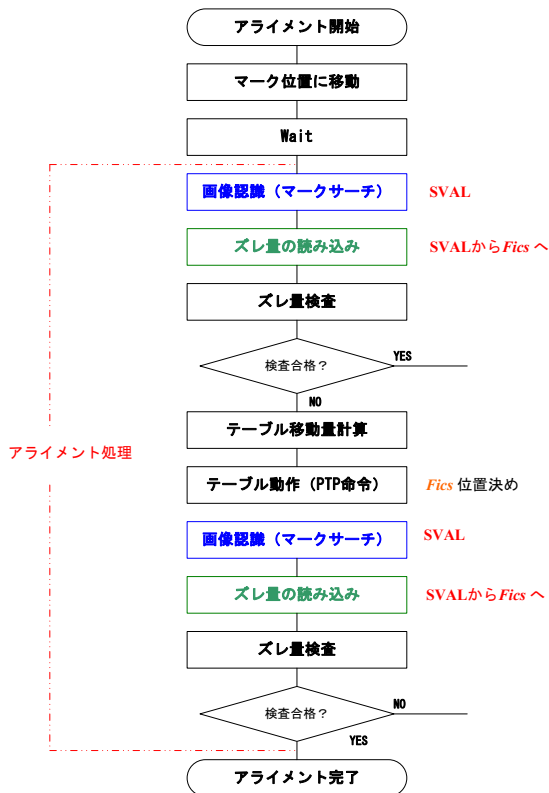 アライメント開始
マーク位置に移動
Wait
画像認識（マークサーチ） SVAL
ズレ量の読み込み SVALからFics へ
ズレ量検査
検査合格？ YES
NO
テーブル移動量計算
アライメント処理
テーブル動作（PTP命令） Fics 位置決め
画像認識（マークサーチ） SVAL
ズレ量の読み込み SVALからFics へ
ズレ量検査
検査合格？ NO
YES
アライメント完了